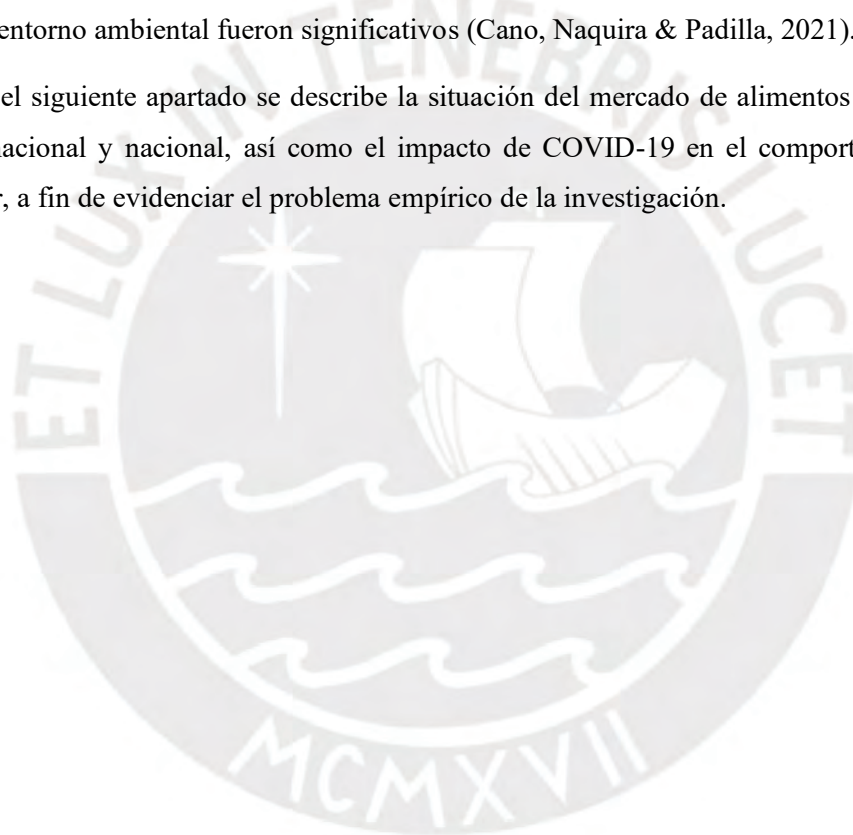 entorno ambiental fueron significativos (Cano, Naquira & Padilla, 2021).
el siguiente apartado se describe la situación del mercado de alimentos
nacional y nacional, así como el impacto de COVID-19 en el comport
, a fin de evidenciar el problema empírico de la investigación.
ET LUX IN TENEBRIS LUCET
MCMXVII